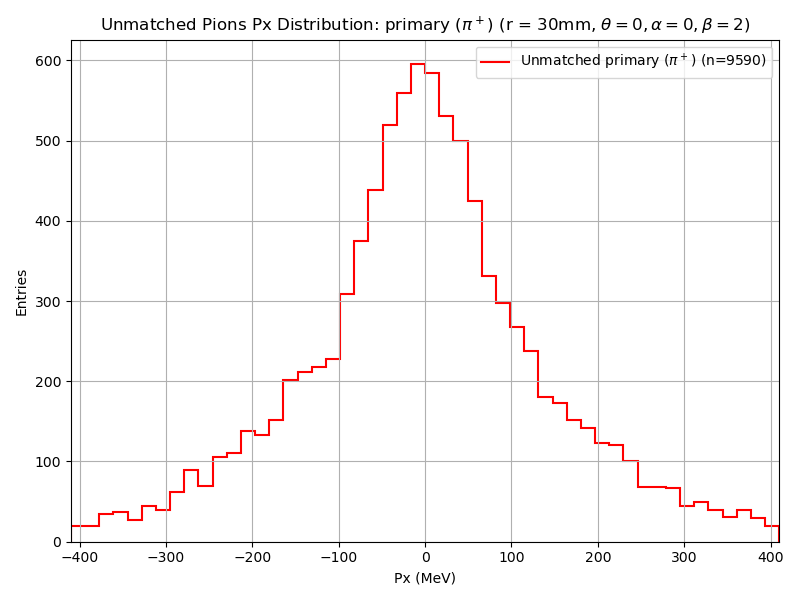 Unmatched Pions Px Distribution: primary (π⁺) (r = 30mm, θ = 0, α = 0, β = 2)
Unmatched primary (π⁺) (n=9590)
Entries
600
500
400
300
200
100
0
−400 −300 −200 −100 0 100 200 300 400
Px (MeV)